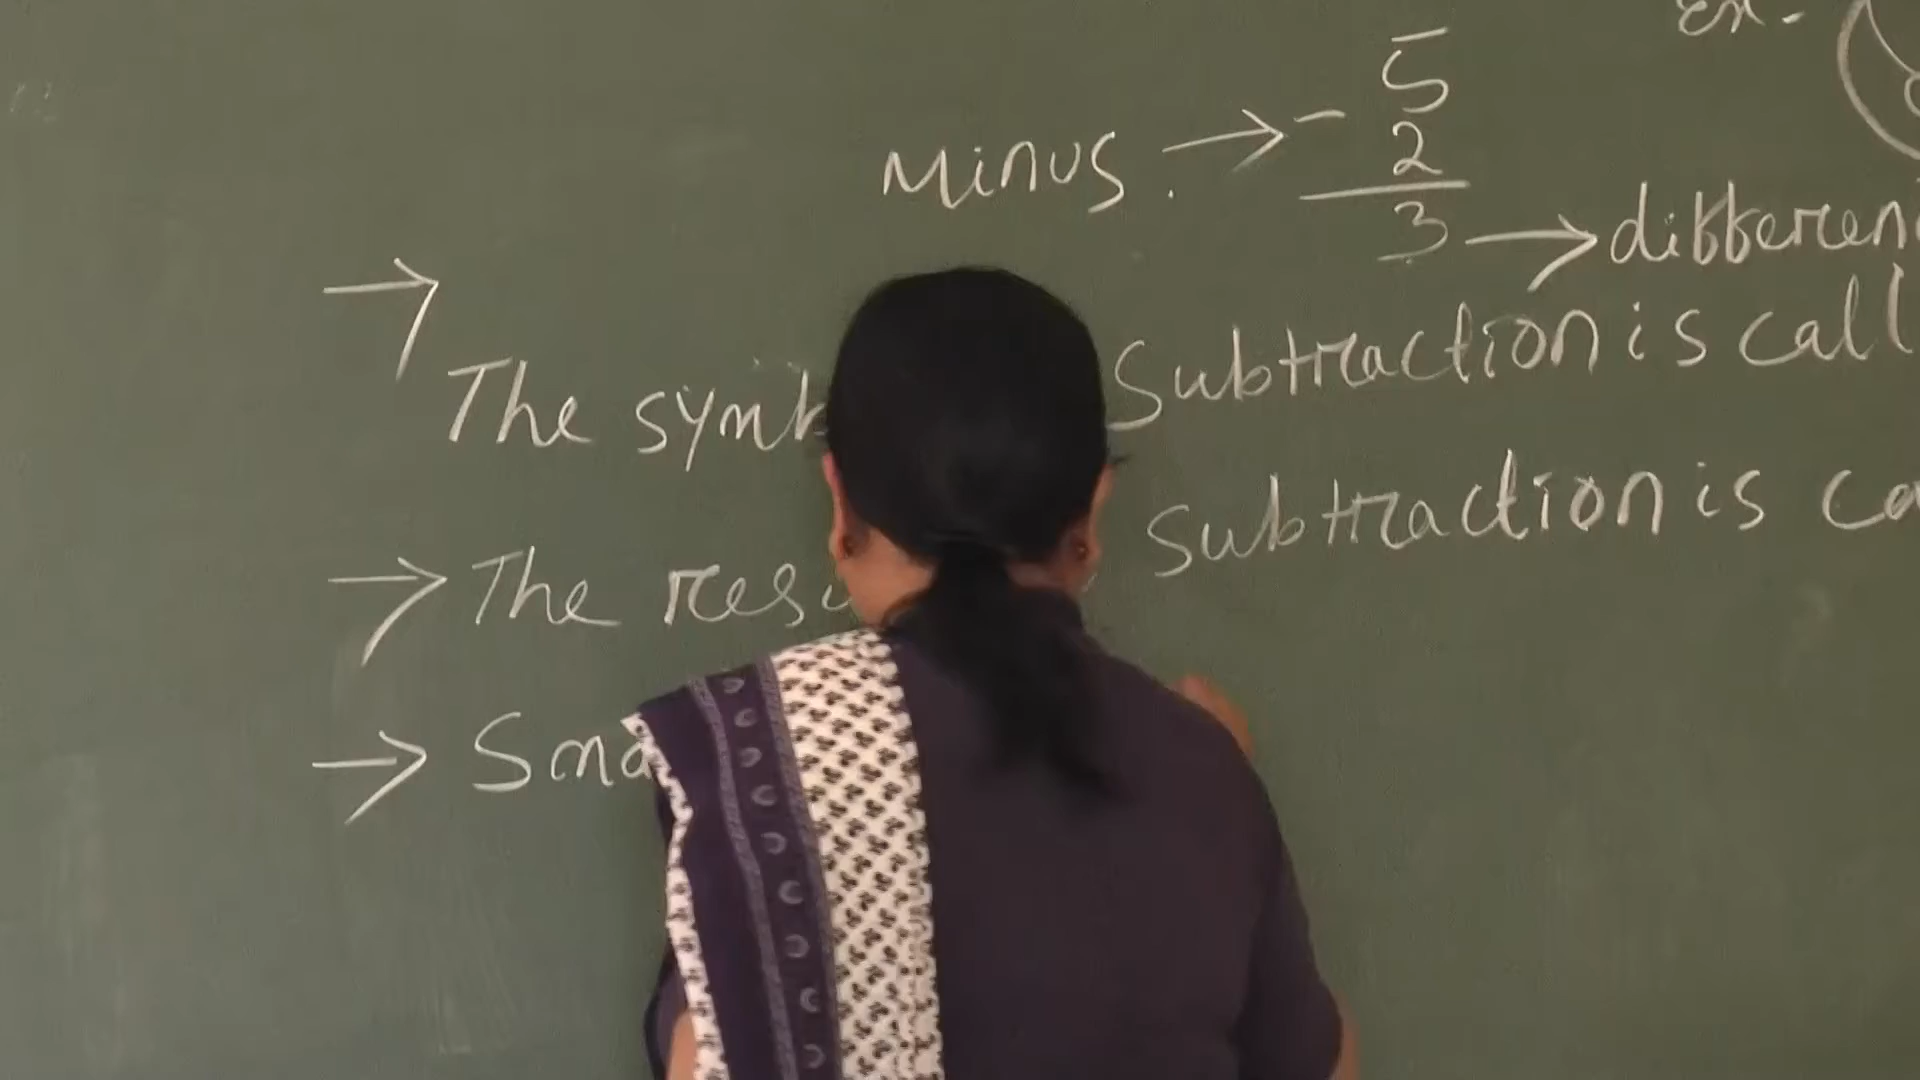 Ex-
5
Minus. → - 2
3 → differen
→
The symb Subtraction is call
→ The resu Subtraction is ca
→ Sma